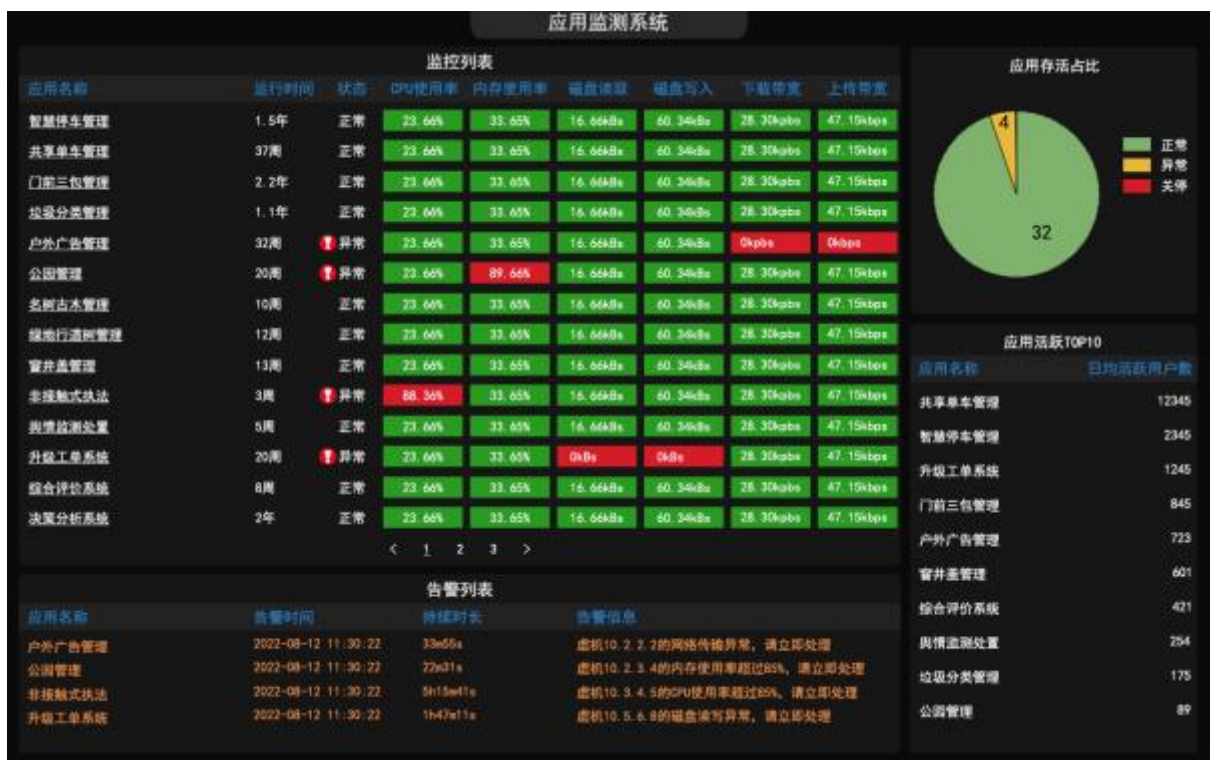 应用监测系统
监控列表
应用名称 运行时间 状态 CPU使用率 内存使用率 磁盘读取 磁盘写入 下载带宽 上传带宽
智慧停车管理 1.5年 正常 23.66% 33.65% 16.66kBs 60.34kBs 28.30kpbs 47.15kbps
共享单车管理 37周 正常 23.66% 33.65% 16.66kBs 60.34kBs 28.30kpbs 47.15kbps
门前三包管理 2.2年 正常 23.66% 33.65% 16.66kBs 60.34kBs 28.30kpbs 47.15kbps
垃圾分类管理 1.1年 正常 23.66% 33.65% 16.66kBs 60.34kBs 28.30kpbs 47.15kbps
户外广告管理 32周 异常 23.66% 33.65% 16.66kBs 60.34kBs 0kpbs 0kbps
公园管理 20周 异常 23.66% 89.66% 16.66kBs 60.34kBs 28.30kpbs 47.15kbps
名树古木管理 10周 正常 23.66% 33.65% 16.66kBs 60.34kBs 28.30kpbs 47.15kbps
绿地行道树管理 12周 正常 23.66% 33.65% 16.66kBs 60.34kBs 28.30kpbs 47.15kbps
窨井盖管理 13周 正常 23.66% 33.65% 16.66kBs 60.34kBs 28.30kpbs 47.15kbps
非接触式执法 3周 异常 88.36% 33.65% 16.66kBs 60.34kBs 28.30kpbs 47.15kbps
舆情监测处置 5周 正常 23.66% 33.65% 16.66kBs 60.34kBs 28.30kpbs 47.15kbps
升级工单系统 20周 异常 23.66% 33.65% 0kBs 0kBs 28.30kpbs 47.15kbps
综合评价系统 8周 正常 23.66% 33.65% 16.66kBs 60.34kBs 28.30kpbs 47.15kbps
决策分析系统 2年 正常 23.66% 33.65% 16.66kBs 60.34kBs 28.30kpbs 47.15kbps
< 1 2 3 >
告警列表
应用名称 告警时间 持续时长 告警信息
户外广告管理 2022-08-12 11:30:22 33m55s 虚机10.2.2.2的网络传输异常，请立即处理
公园管理 2022-08-12 11:30:22 22m31s 虚机10.2.3.4的内存使用率超过85%，请立即处理
非接触式执法 2022-08-12 11:30:22 5h15m41s 虚机10.3.4.5的CPU使用率超过85%，请立即处理
升级工单系统 2022-08-12 11:30:22 1h47m11s 虚机10.5.6.8的磁盘读写异常，请立即处理
应用存活占比
4
32
正常
异常
关停
应用活跃TOP10
应用名称 日均活跃用户数
共享单车管理 12345
智慧停车管理 2345
升级工单系统 1245
门前三包管理 845
户外广告管理 723
窨井盖管理 601
综合评价系统 421
舆情监测处置 254
垃圾分类管理 175
公园管理 89